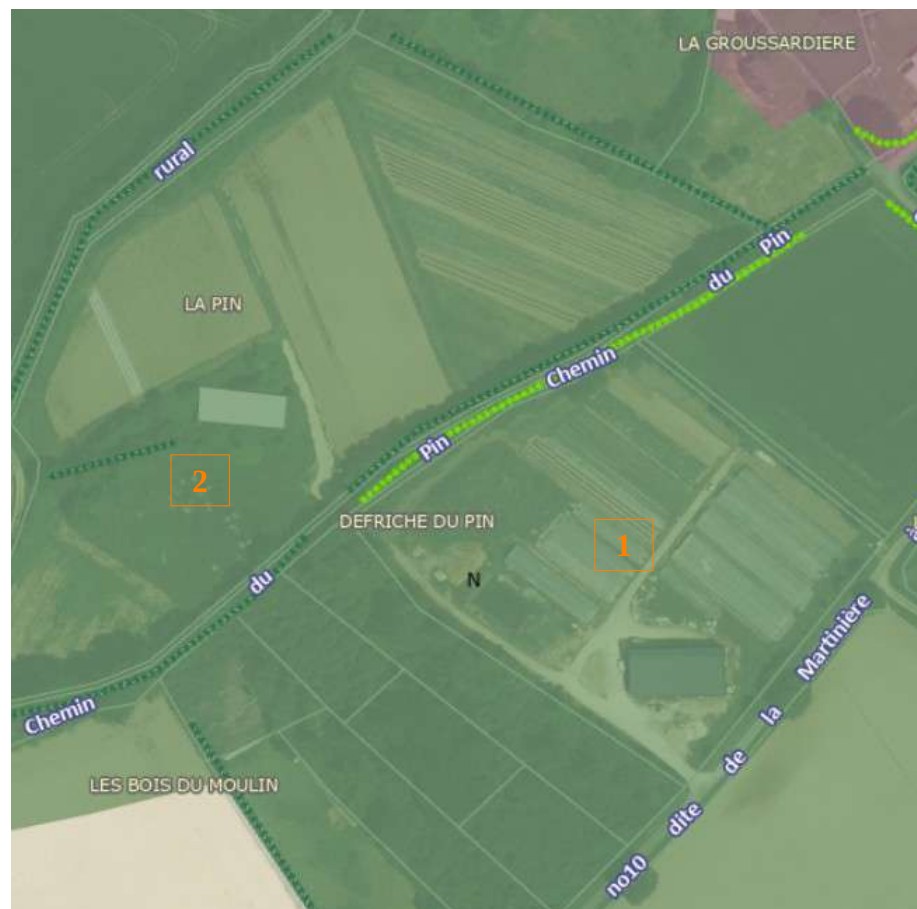 LA GROUSSARDIERE
rural
du Pin
LA PIN
Chemin
Pin
2
DEFRICHE DU PIN
1
N
du
Chemin
LES BOIS DU MOULIN
no10 dite de la Martinière